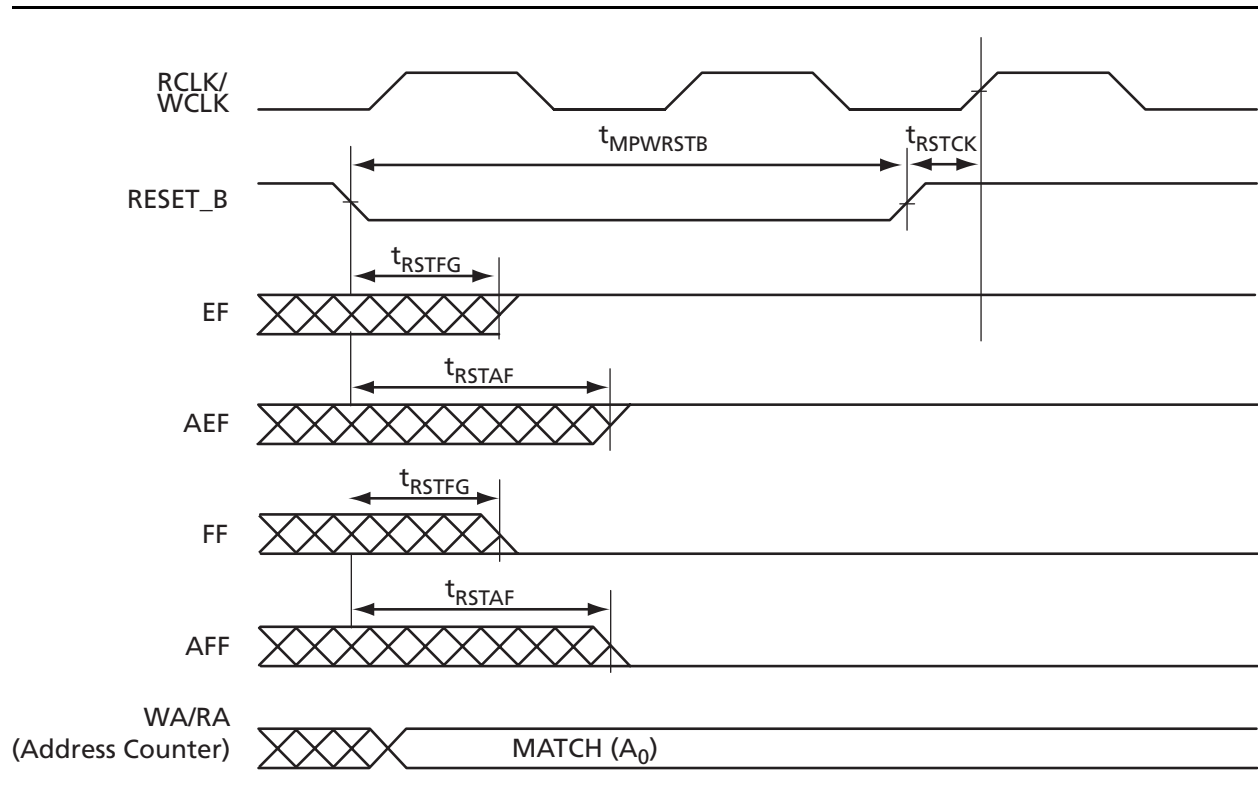 RCLK/
WCLK
tMPWRSTB
tRSTCK
RESET_B
tRSTFG
EF
tRSTAF
AEF
tRSTFG
FF
tRSTAF
AFF
WA/RA
(Address Counter)
MATCH (A0)